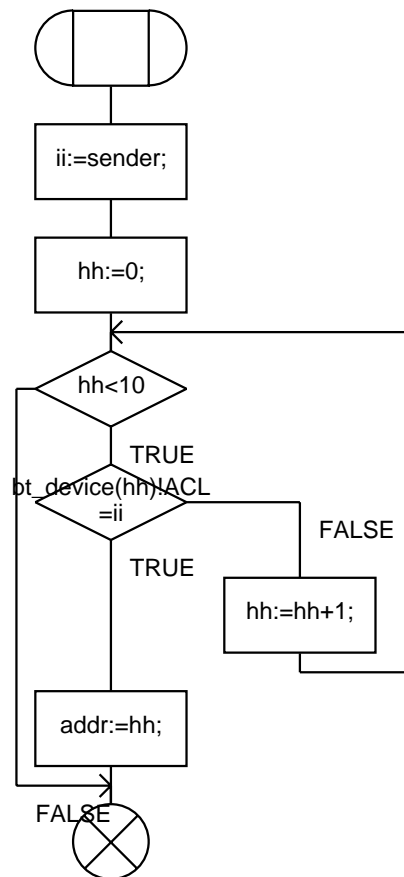 ii:=sender;
hh:=0;
hh<10
TRUE
bt_device(hh)!ACL
=ii
FALSE
TRUE
hh:=hh+1;
addr:=hh;
FALSE